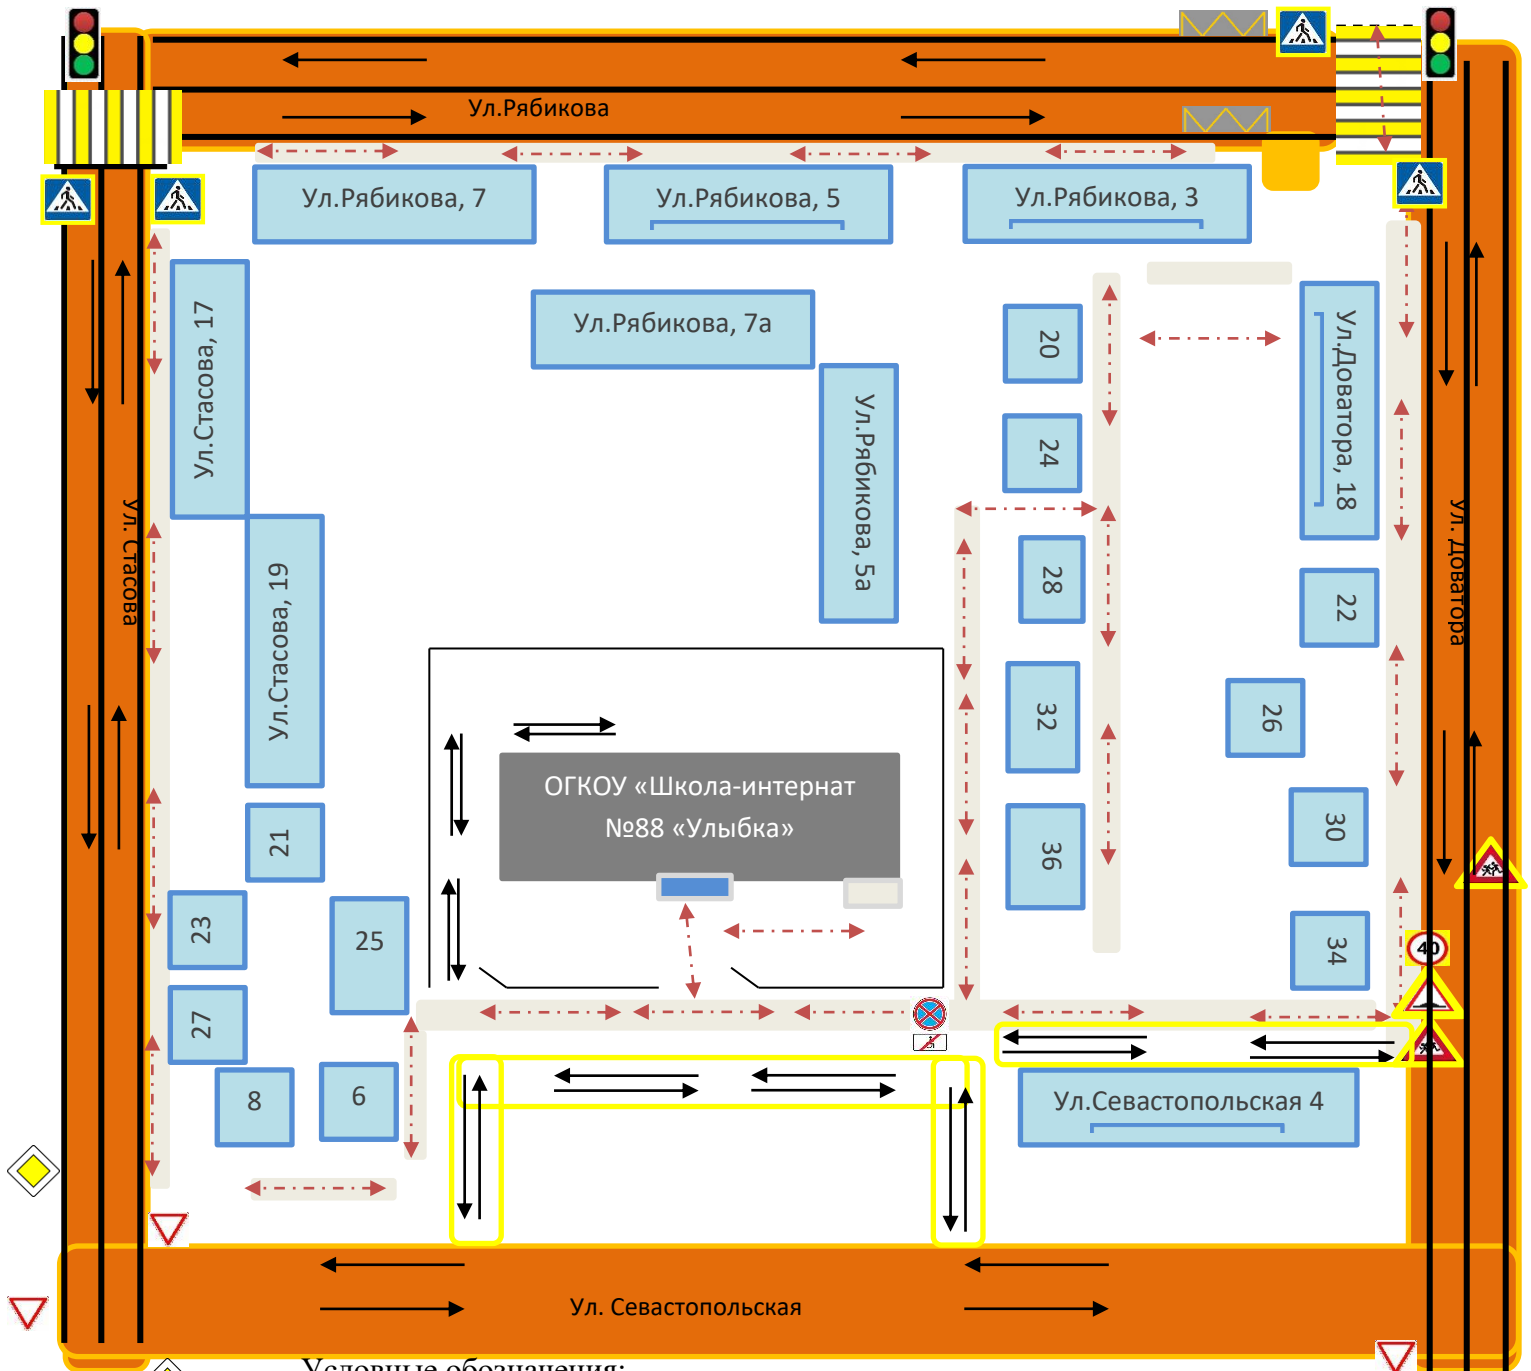 Ул.Рябикова
Ул.Рябикова, 7
Ул.Рябикова, 5
Ул.Рябикова, 3
Ул.Рябикова, 7а
Ул.Стасова, 17
20
Ул.Доватора, 18
24
Ул.Рябикова, 5а
Ул. Стасова
Ул. Доватора
28
22
Ул.Стасова, 19
32
26
ОГКОУ «Школа-интернат
№88 «Улыбка»
21
36
30
23
25
34
40
27
8
6
Ул.Севастопольская 4
Ул. Севастопольская
Условные обозначения: